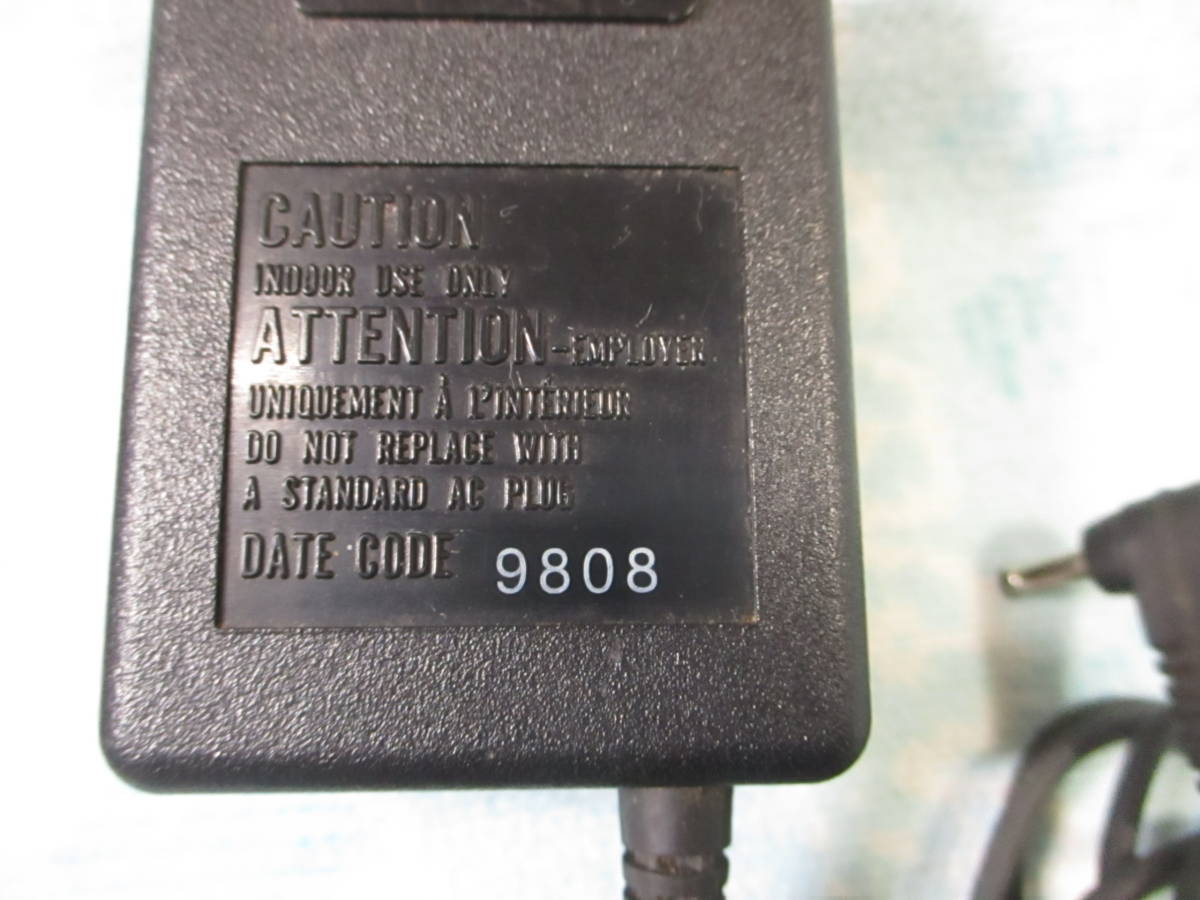 CAUTION
INDOOR USE ONLY
ATTENTION-EMPLOYER
UNIQUEMENT À L'INTÉRIEUR
DO NOT REPLACE WITH
A STANDARD AC PLUG
DATE CODE 9808